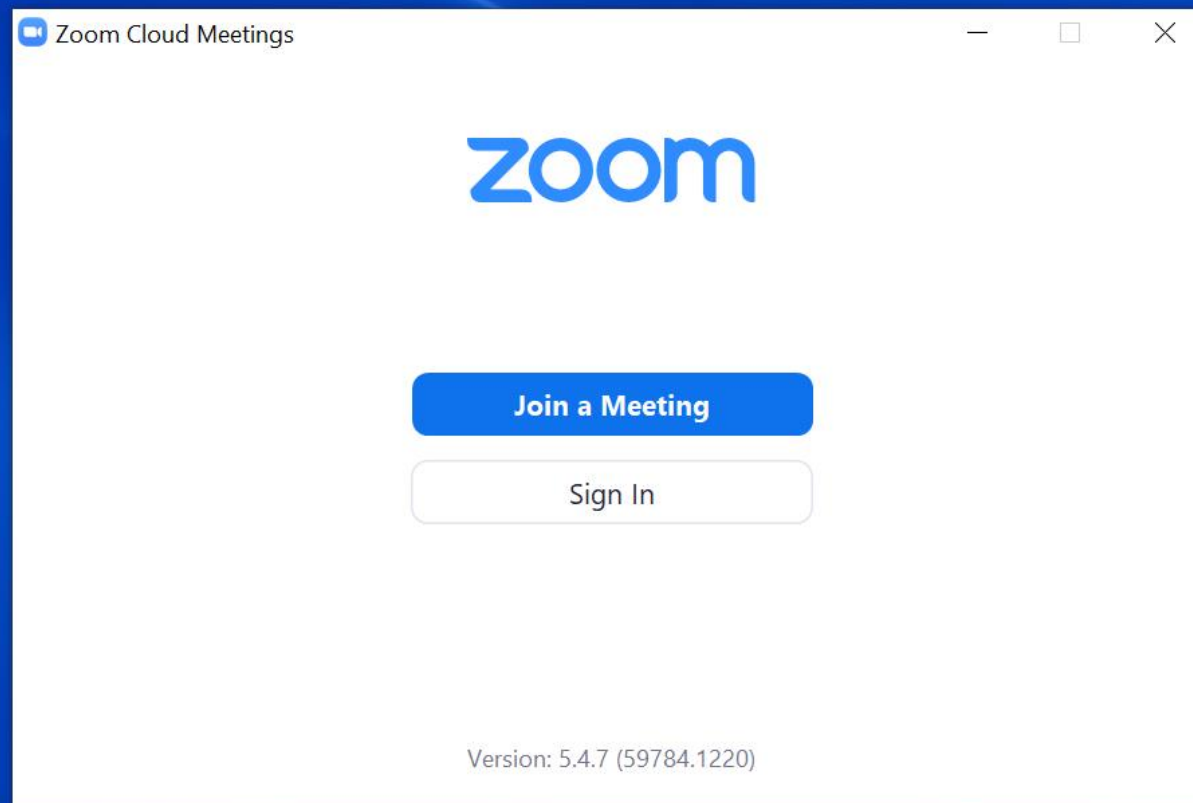 Zoom Cloud Meetings
zoom
Join a Meeting
Sign In
Version: 5.4.7 (59784.1220)